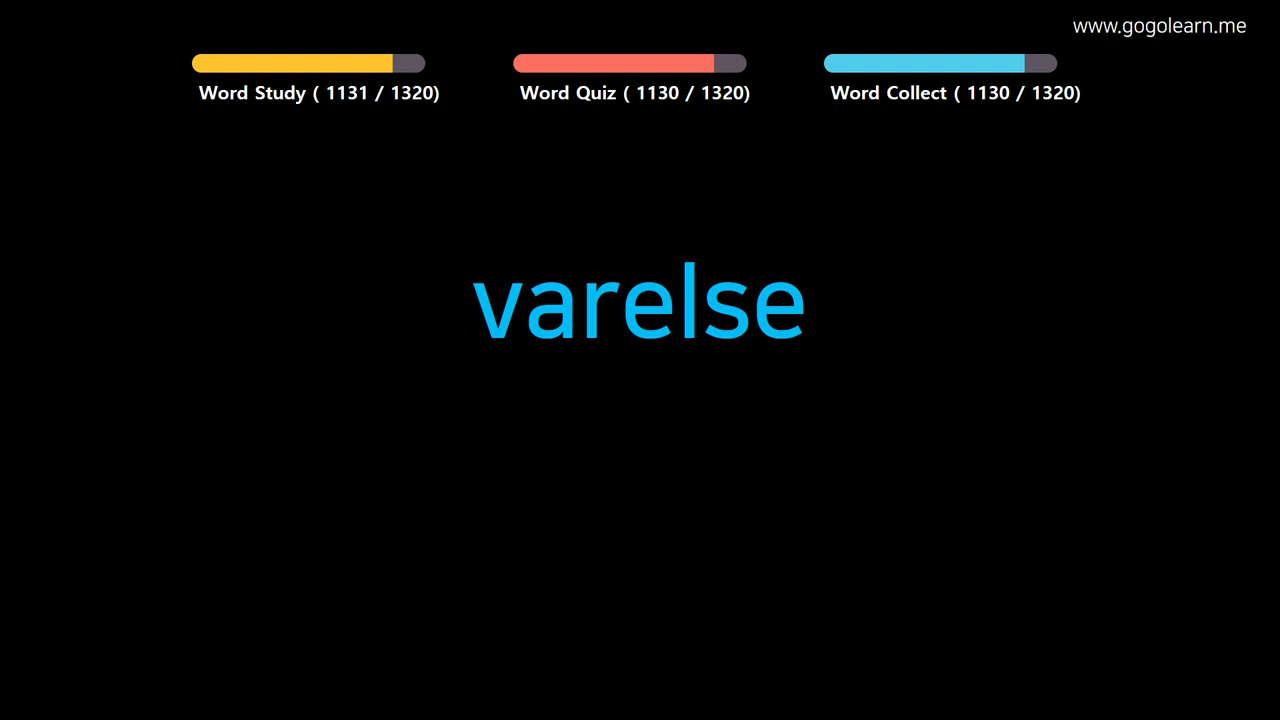 www.gogolearn.me
Word Study ( 1131 / 1320)
Word Quiz ( 1130 / 1320)
Word Collect ( 1130 / 1320)
varelse